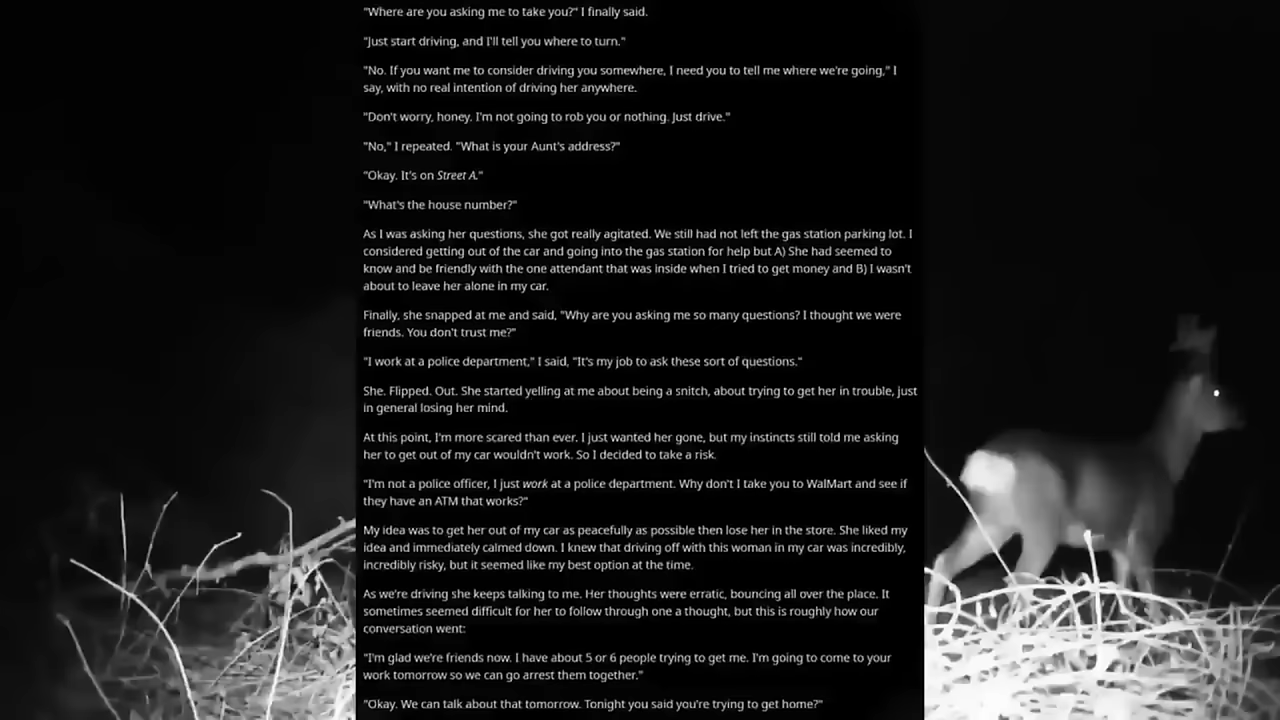 "Where are you asking me to take you?" I finally said.
"Just start driving, and I'll tell you where to turn."
"No. If you want me to consider driving you somewhere, I need you to tell me where we're going," I
say, with no real intention of driving her anywhere.
"Don't worry, honey. I'm not going to rob you or nothing. Just drive."
"No," I repeated. "What is your Aunt's address?"
"Okay. It's on Street A."
"What's the house number?"
As I was asking her questions, she got really agitated. We still had not left the gas station parking lot. I
considered getting out of the car and going into the gas station for help but A) She had seemed to
know and be friendly with the one attendant that was inside when I tried to get money and B) I wasn't
about to leave her alone in my car.
Finally, she snapped at me and said, "Why are you asking me so many questions? I thought we were
friends. You don't trust me?"
"I work at a police department," I said, "It's my job to ask these sort of questions."
She. Flipped. Out. She started yelling at me about being a snitch, about trying to get her in trouble, just
in general losing her mind.
At this point, I'm more scared than ever. I just wanted her gone, but my instincts still told me asking
her to get out of my car wouldn't work. So I decided to take a risk.
"I'm not a police officer, I just work at a police department. Why don't I take you to WalMart and see if
they have an ATM that works?"
My idea was to get her out of my car as peacefully as possible then lose her in the store. She liked my
idea and immediately calmed down. I knew that driving off with this woman in my car was incredibly,
incredibly risky, but it seemed like my best option at the time.
As we're driving she keeps talking to me. Her thoughts were erratic, bouncing all over the place. It
sometimes seemed difficult for her to follow through one a thought, but this is roughly how our
conversation went:
"I'm glad we're friends now. I have about 5 or 6 people trying to get me. I'm going to come to your
work tomorrow so we can go arrest them together."
"Okay. We can talk about that tomorrow. Tonight you said you're trying to get home?"